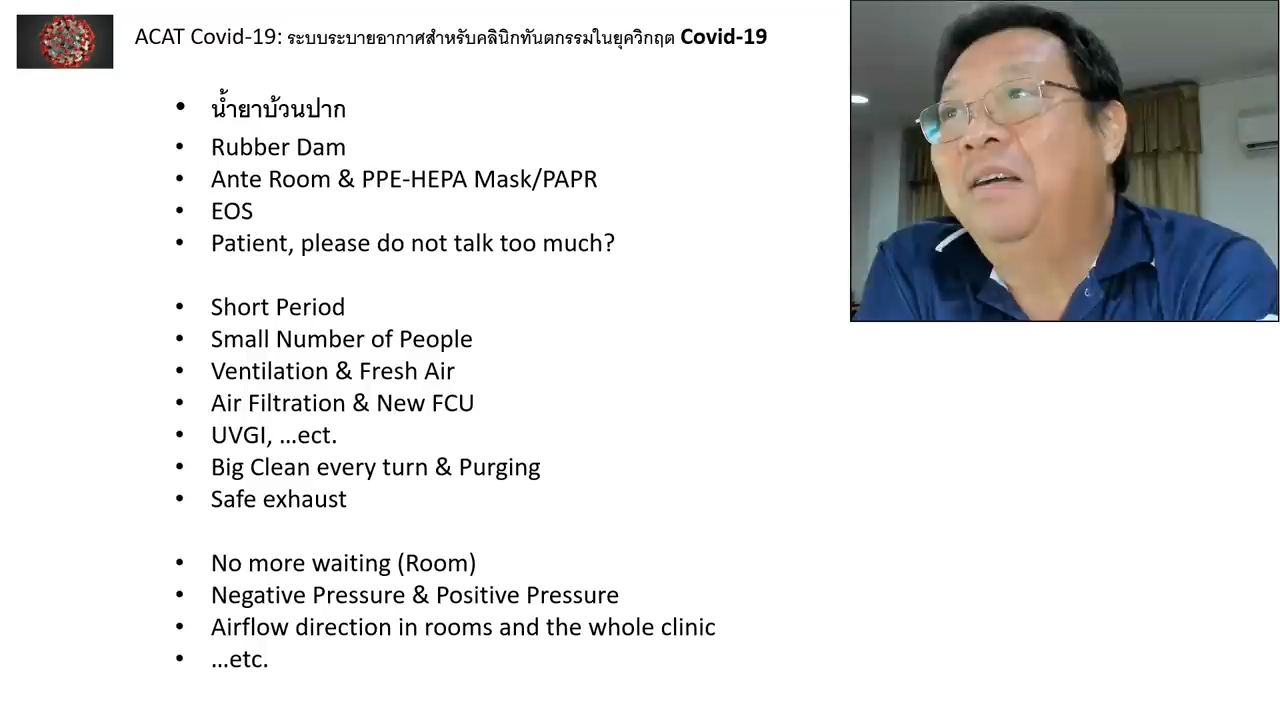 ACAT Covid-19: ระบบระบายอากาศสำหรับคลินิกทันตกรรมในยุควิกฤต Covid-19
• น้ำยาบ้วนปาก
• Rubber Dam
• Ante Room & PPE-HEPA Mask/PAPR
• EOS
• Patient, please do not talk too much?
• Short Period
• Small Number of People
• Ventilation & Fresh Air
• Air Filtration & New FCU
• UVGI, ...ect.
• Big Clean every turn & Purging
• Safe exhaust
• No more waiting (Room)
• Negative Pressure & Positive Pressure
• Airflow direction in rooms and the whole clinic
• ...etc.